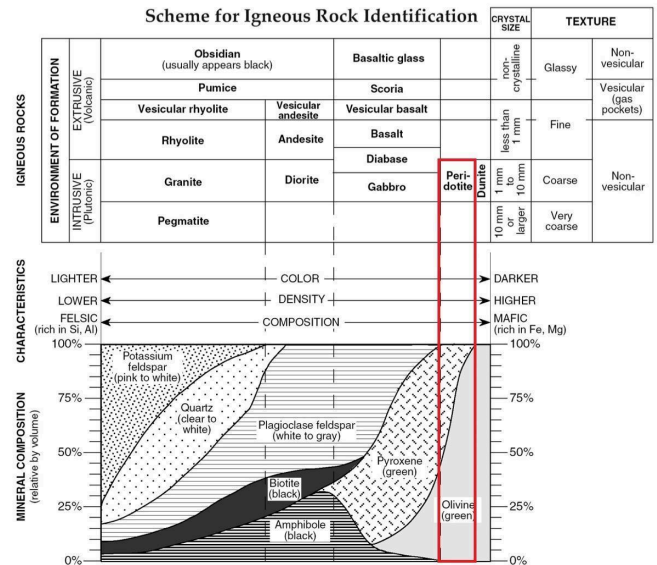 Scheme for Igneous Rock Identification
CRYSTAL
SIZE
TEXTURE
IGNEOUS ROCKS
ENVIRONMENT OF FORMATION
EXTRUSIVE
(Volcanic)
Obsidian
(usually appears black)
Basaltic glass
non-
crystalline
Glassy
Non-
vesicular
Pumice
Scoria
Vesicular
(gas
pockets)
Vesicular rhyolite
Vesicular
andesite
Vesicular basalt
less than
1 mm
Fine
Rhyolite
Andesite
Basalt
Diabase
INTRUSIVE
(Plutonic)
Granite
Diorite
Gabbro
Peri-
dotite
Dunite
1 mm
to
10 mm
Coarse
Non-
vesicular
Pegmatite
10 mm
or
larger
Very
coarse
CHARACTERISTICS
LIGHTER
COLOR
DARKER
LOWER
DENSITY
HIGHER
FELSIC
(rich in Si, Al)
COMPOSITION
MAFIC
(rich in Fe, Mg)
MINERAL COMPOSITION
(relative by volume)
100%
75%
50%
25%
0%
Potassium
feldspar
(pink to white)
Quartz
(clear to
white)
Plagioclase feldspar
(white to gray)
Biotite
(black)
Amphibole
(black)
Pyroxene
(green)
Olivine
(green)
100%
75%
50%
25%
0%